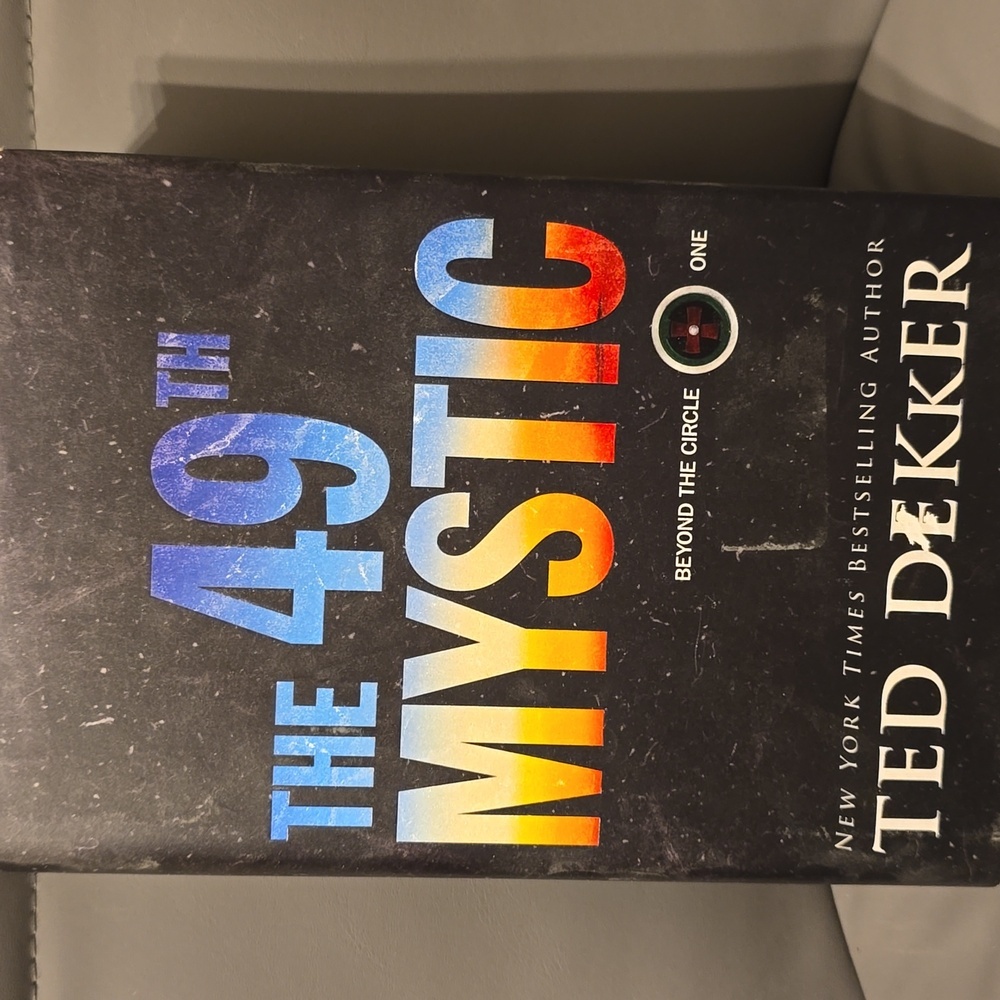 THE 49TH
MYSTIC
BEYOND THE CIRCLE ONE
NEW YORK TIMES BESTSELLING AUTHOR
TED DEKKER